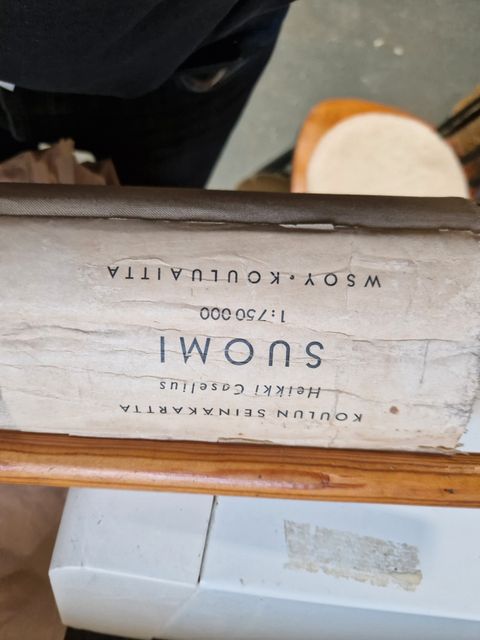 KOULUN SEINÄKARTTA
Heikki Caselius
SUOMI
1:750 000
WSOY • KOULUAITTA